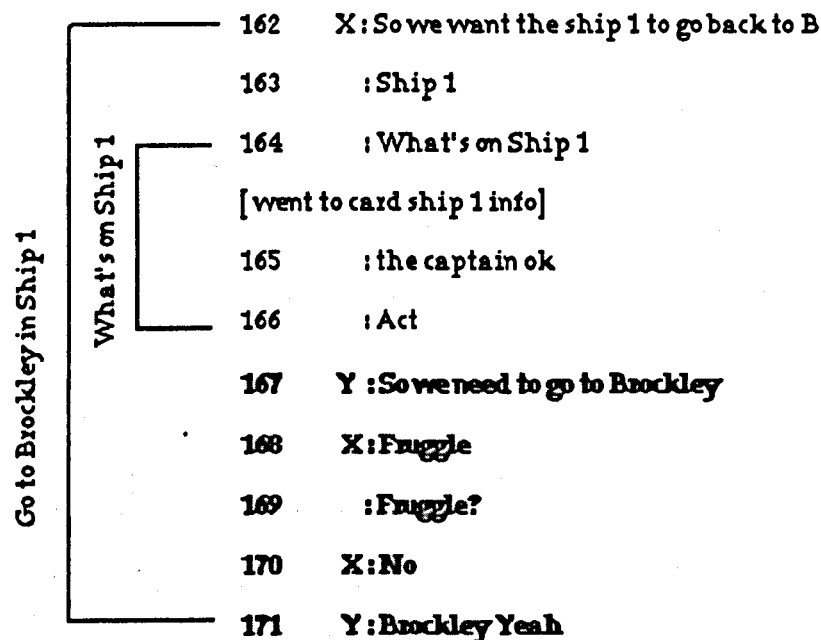 Go to Brockley in Ship 1
What's on Ship 1
162 X: So we want the ship 1 to go back to B
163 : Ship 1
164 : What's on Ship 1
[went to card ship 1 info]
165 : the captain ok
166 : Act
167 Y: So we need to go to Brockley
168 X: Fruggle
169 : Fruggle?
170 X: No
171 Y: Brockley Yeah